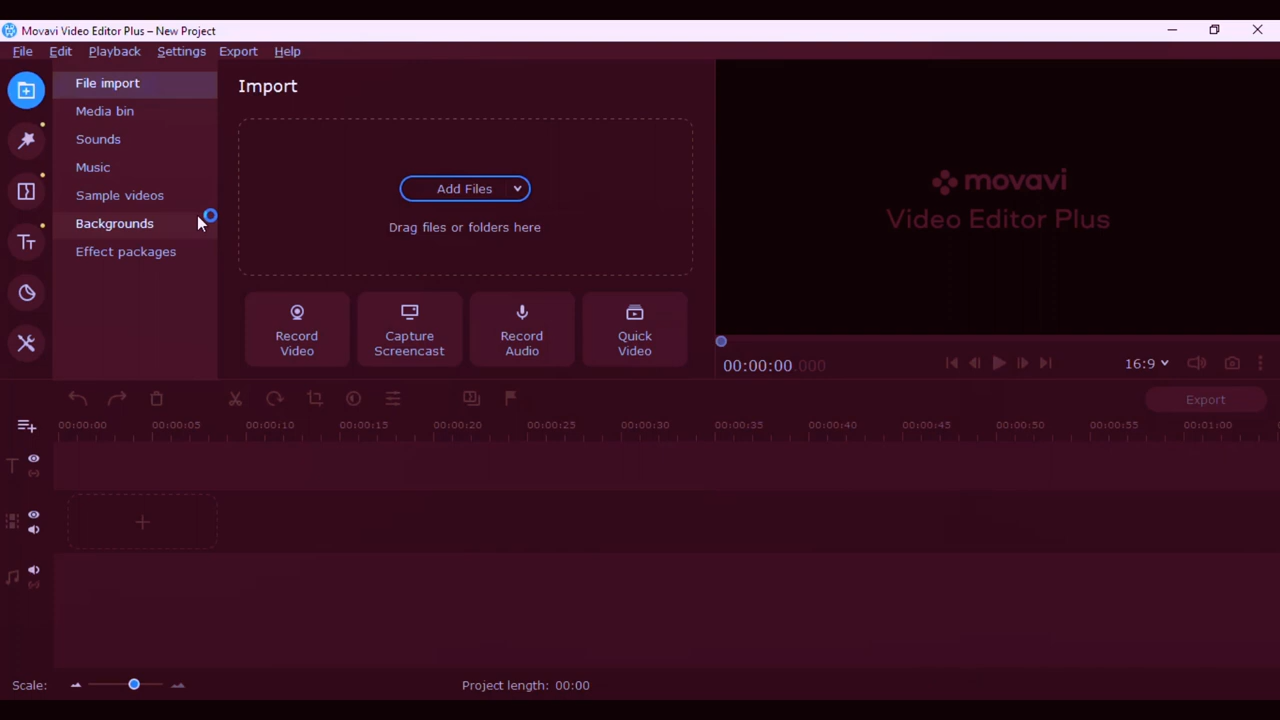 Movavi Video Editor Plus – New Project
File Edit Playback Settings Export Help
File import
Media bin
Sounds
Music
Sample videos
Backgrounds
Effect packages
Import
Add Files
Drag files or folders here
Record Video
Capture Screencast
Record Audio
Quick Video
movavi
Video Editor Plus
00:00:00.000
16:9
Export
00:00:00 00:00:05 00:00:10 00:00:15 00:00:20 00:00:25 00:00:30 00:00:35 00:00:40 00:00:45 00:00:50 00:00:55 00:01:00
Scale:
Project length: 00:00